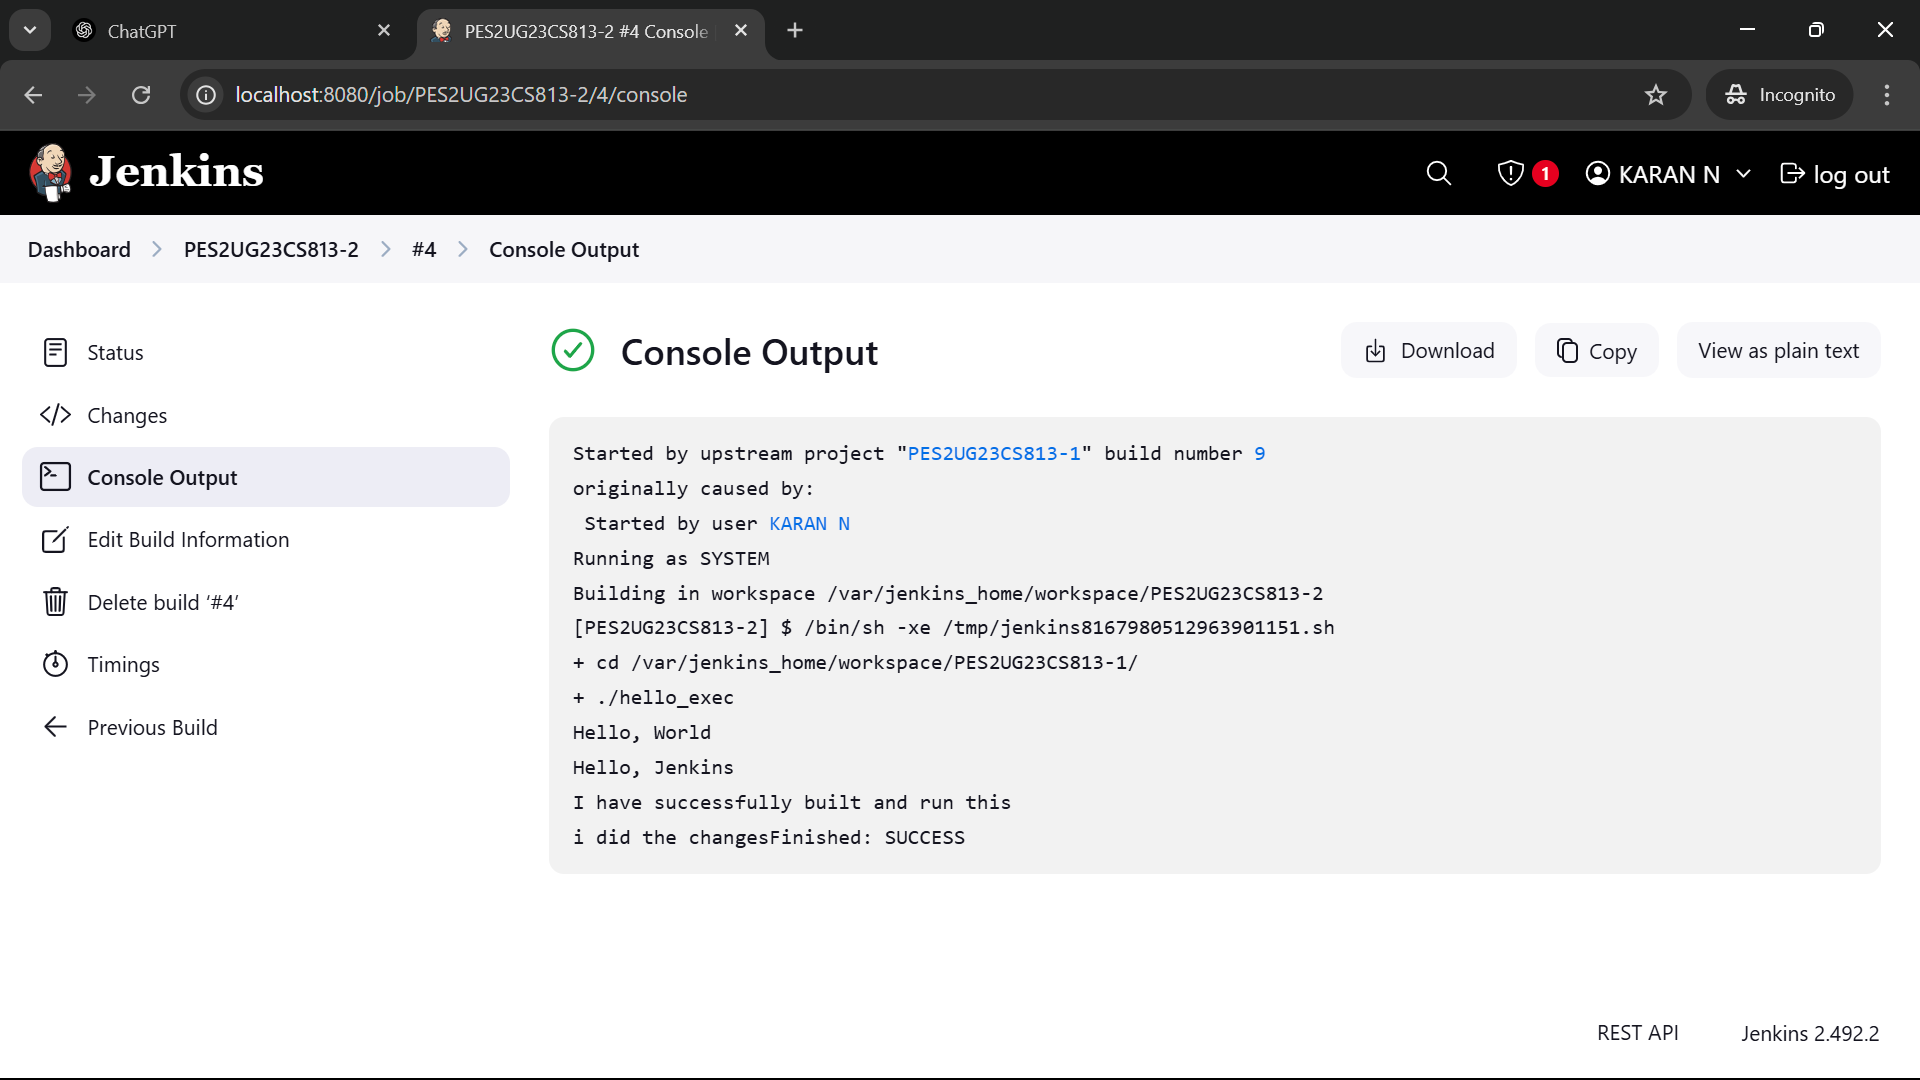 ChatGPT
PES2UG23CS813-2 #4 Console
localhost:8080/job/PES2UG23CS813-2/4/console
Incognito
Jenkins
1
KARAN N
log out
Dashboard > PES2UG23CS813-2 > #4 > Console Output
Status
Changes
Console Output
Edit Build Information
Delete build '#4'
Timings
Previous Build
Console Output
Download
Copy
View as plain text
Started by upstream project "PES2UG23CS813-1" build number 9
originally caused by:
Started by user KARAN N
Running as SYSTEM
Building in workspace /var/jenkins_home/workspace/PES2UG23CS813-2
[PES2UG23CS813-2] $ /bin/sh -xe /tmp/jenkins8167980512963901151.sh
+ cd /var/jenkins_home/workspace/PES2UG23CS813-1/
+ ./hello_exec
Hello, World
Hello, Jenkins
I have successfully built and run this
i did the changesFinished: SUCCESS
REST API
Jenkins 2.492.2